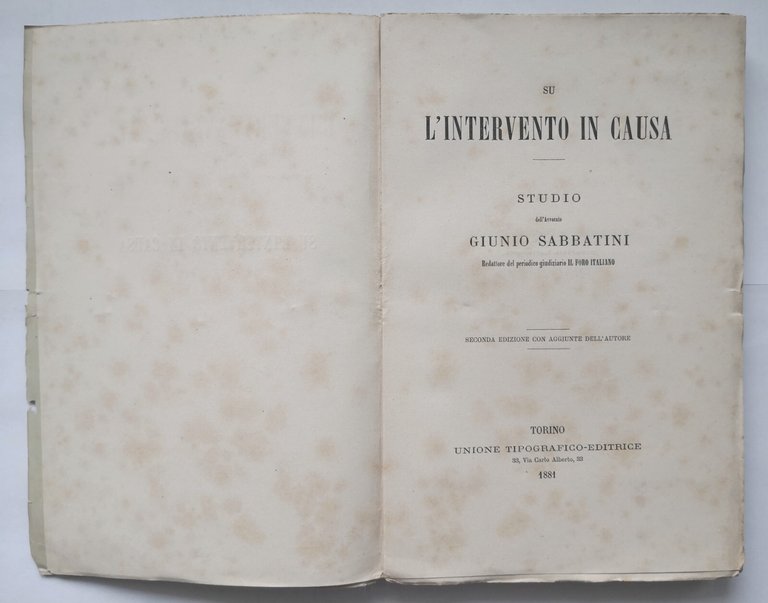 SU
L'INTERVENTO IN CAUSA
STUDIO
dell'Avvocato
GIUNIO SABBATINI
Redattore del periodico giudiziario IL FORO ITALIANO
SECONDA EDIZIONE CON AGGIUNTE DELL'AUTORE
TORINO
UNIONE TIPOGRAFICO-EDITRICE
33, Via Carlo Alberto, 33
1881